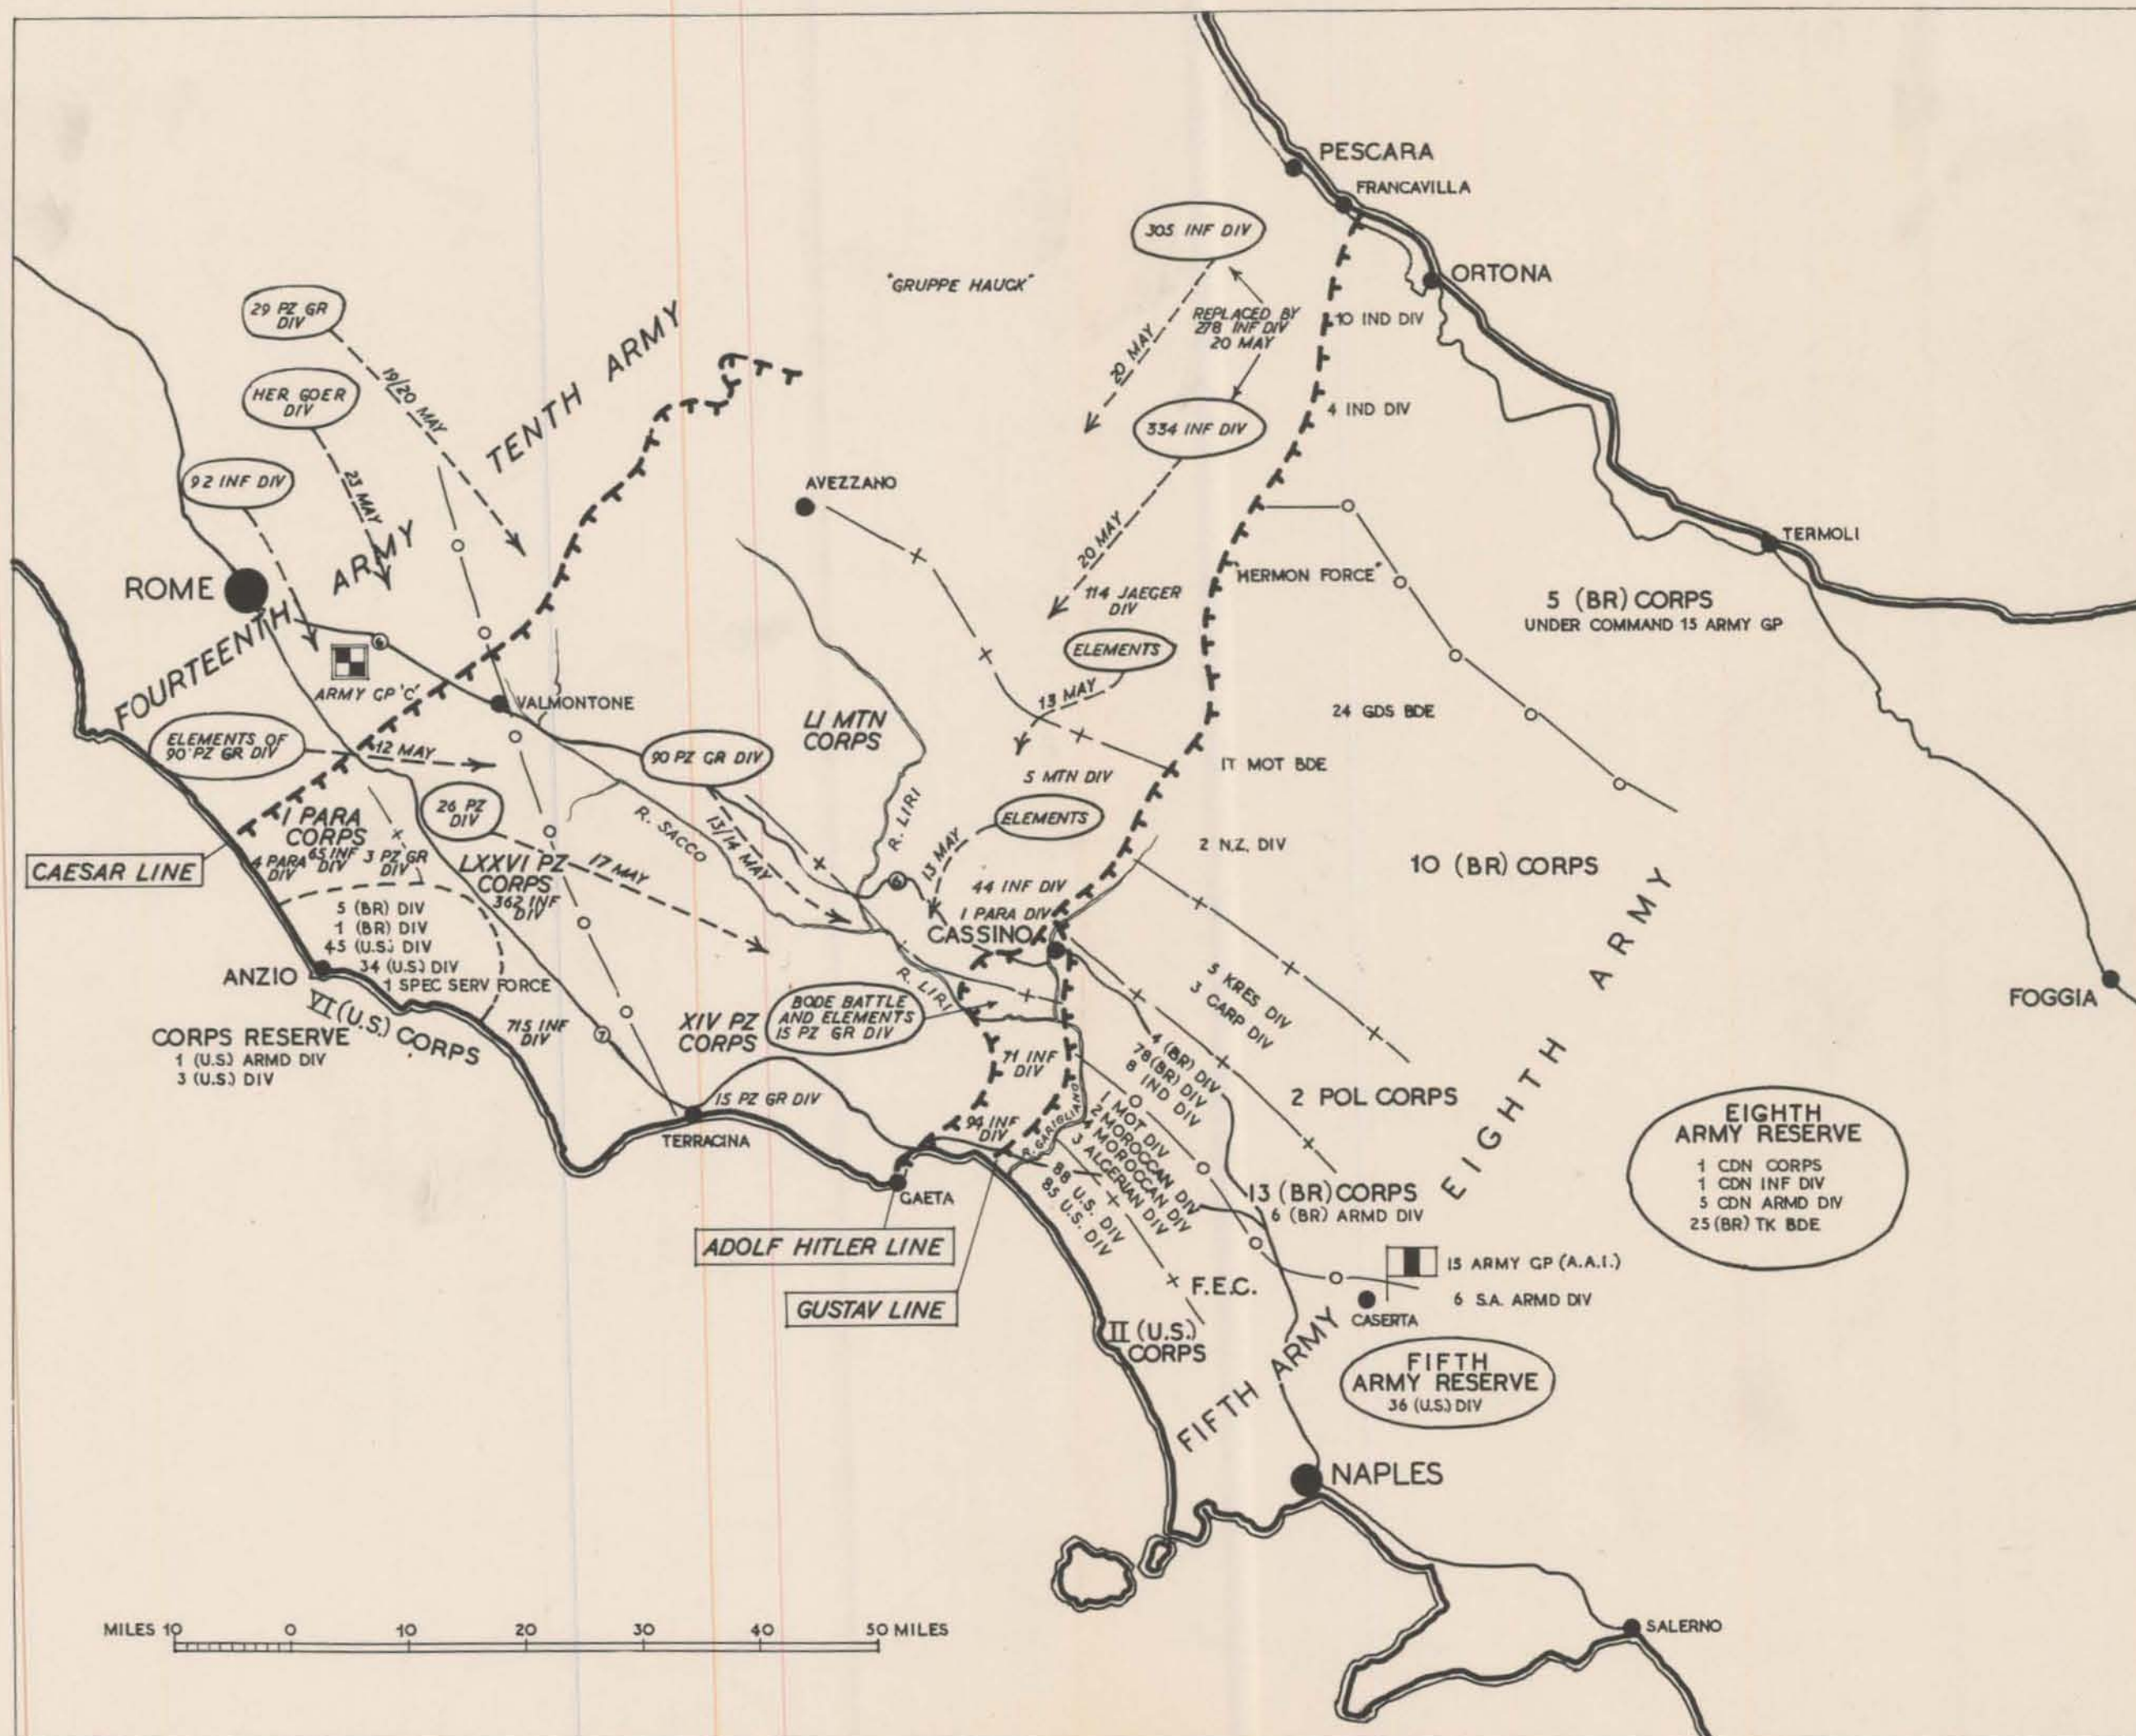 PESCARA
FRANCAVILLA
305 INF DIV
ORTONA
"GRUPPE HAUCK"
29 PZ GR
DIV
REPLACED BY
278 INF DIV
20 MAY
10 IND DIV
20 MAY
19/20 MAY
HER GOER
DIV
TENTH ARMY
4 IND DIV
334 INF DIV
92 INF DIV
23 MAY
AVEZZANO
20 MAY
TERMOLI
ROME
"HERMON FORCE"
114 JAEGER
DIV
5 (BR) CORPS
UNDER COMMAND 15 ARMY GP
FOURTEENTH ARMY
6
ELEMENTS
ARMY GP 'C'
VALMONTONE
13 MAY
LI MTN
CORPS
24 GDS BDE
ELEMENTS OF
90 PZ GR DIV
12 MAY
90 PZ GR DIV
IT MOT BDE
5 MTN DIV
26 PZ
DIV
R. SACCO
13/14 MAY
R. LIRI
ELEMENTS
13 MAY
2 N.Z. DIV
I PARA
CORPS
4 PARA
DIV
65 INF
DIV
3 PZ GR
DIV
CAESAR LINE
LXXVI PZ
CORPS
362 INF
DIV
17 MAY
10 (BR) CORPS
6
44 INF DIV
1 PARA DIV
CASSINO
5 (BR) DIV
1 (BR) DIV
45 (U.S.) DIV
34 (U.S.) DIV
1 SPEC SERV FORCE
ANZIO
VI (U.S.) CORPS
CORPS RESERVE
1 (U.S.) ARMD DIV
3 (U.S.) DIV
715 INF
DIV
7
XIV PZ
CORPS
R. LIRI
BODE BATTLE
AND ELEMENTS
15 PZ GR DIV
5 KRES DIV
3 CARP DIV
FOGGIA
71 INF
DIV
4 (BR) DIV
78 (BR) DIV
8 IND DIV
15 PZ GR DIV
TERRACINA
94 INF
DIV
R. GARIGLIANO
1 MOT DIV
2 MOROCCAN DIV
4 MOROCCAN DIV
3 ALGERIAN DIV
2 POL CORPS
EIGHTH ARMY
EIGHTH
ARMY RESERVE
1 CDN CORPS
1 CDN INF DIV
5 CDN ARMD DIV
25 (BR) TK BDE
GAETA
88 U.S. DIV
85 U.S. DIV
13 (BR) CORPS
6 (BR) ARMD DIV
ADOLF HITLER LINE
GUSTAV LINE
15 ARMY GP (A.A.I.)
F.E.C.
6 S.A. ARMD DIV
CASERTA
II (U.S.)
CORPS
FIFTH ARMY
FIFTH
ARMY RESERVE
36 (U.S.) DIV
NAPLES
SALERNO
MILES 10 0 10 20 30 40 50 MILES